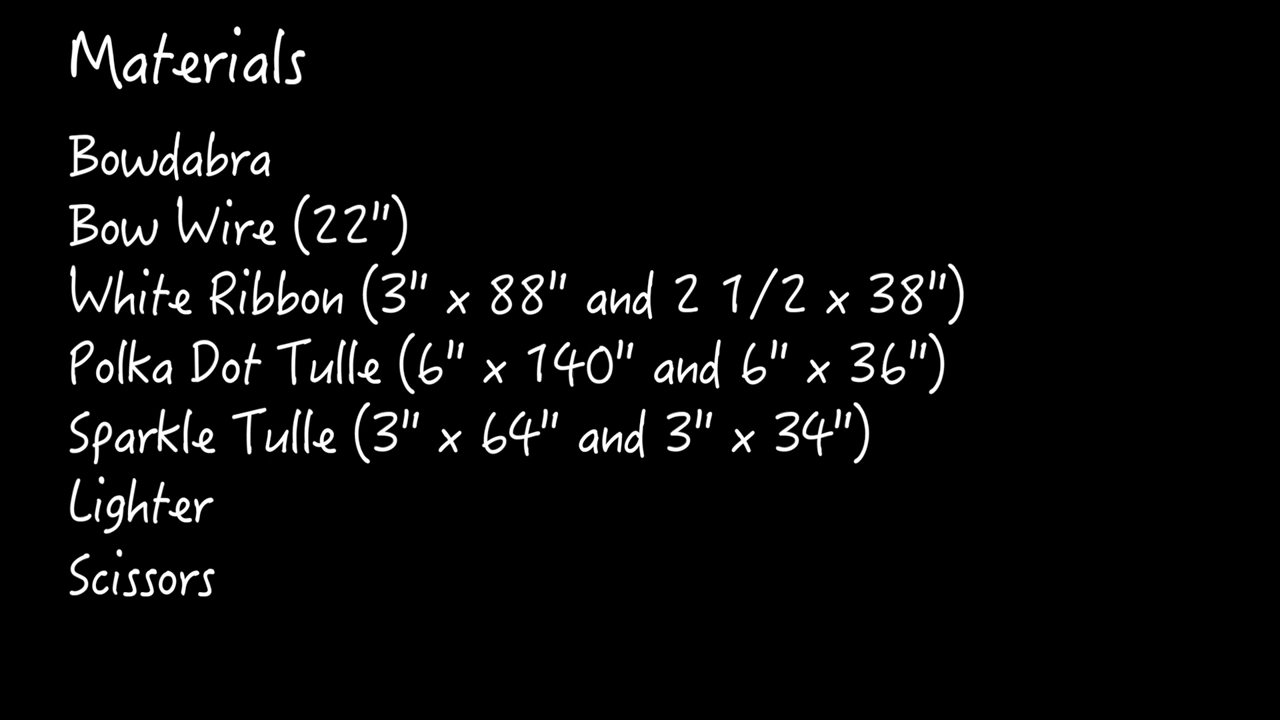 Materials
Bowdabra
Bow Wire (22")
White Ribbon (3" x 88" and 2 1/2 x 38")
Polka Dot Tulle (6" x 140" and 6" x 36")
Sparkle Tulle (3" x 64" and 3" x 34")
Lighter
Scissors